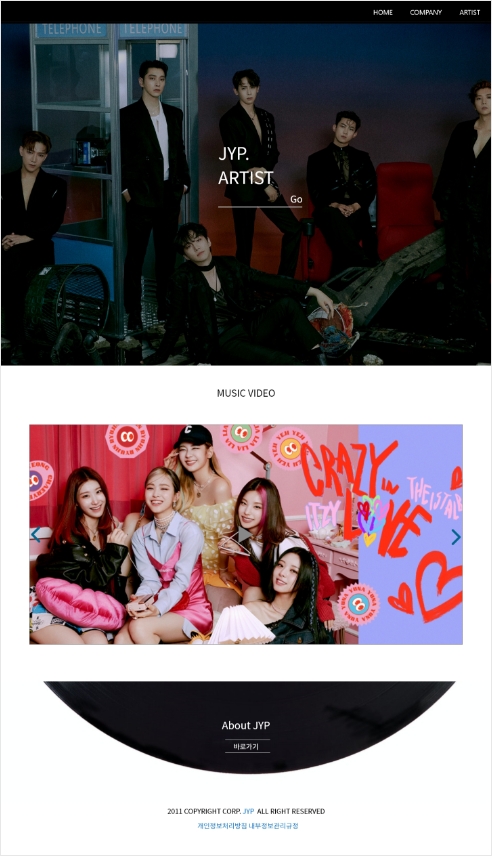 HOME COMPANY ARTIST
TELEPHONE TELEPHONE
JYP.
ARTIST
Go
MUSIC VIDEO
C
CRAZY
IN
ITZY LOVE
THE 1ST AL
About JYP
바로가기
2011 COPYRIGHT CORP. JYP ALL RIGHT RESERVED
개인정보처리방침 내부정보관리규정